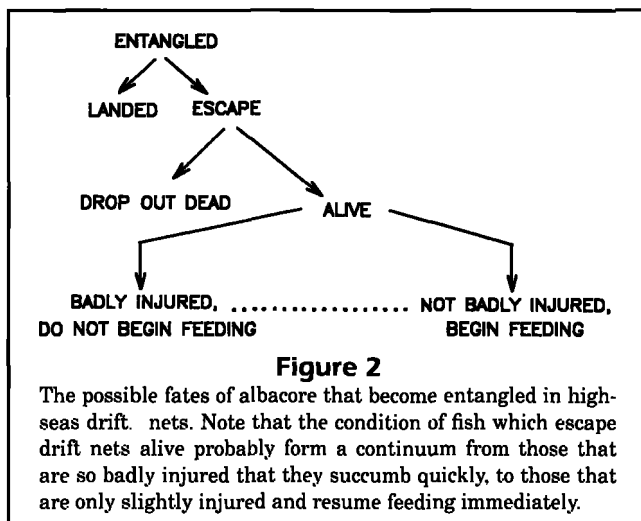 ENTANGLED
LANDED ESCAPE
DROP OUT DEAD ALIVE
BADLY INJURED, .................. NOT BADLY INJURED,
DO NOT BEGIN FEEDING BEGIN FEEDING
Figure 2
The possible fates of albacore that become entangled in high-
seas drift. nets. Note that the condition of fish which escape
drift nets alive probably form a continuum from those that
are so badly injured that they succumb quickly, to those that
are only slightly injured and resume feeding immediately.